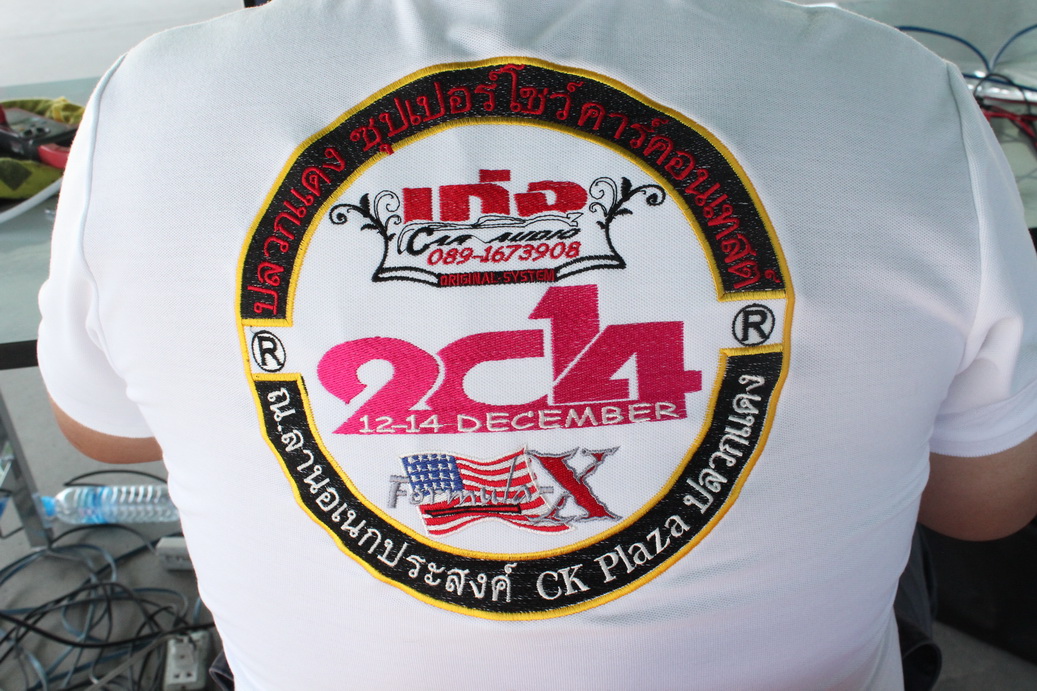 ปลวกแดง ซุปเปอร์โชว์คาร์คอนเทสต์
เก่อ
CAR AUDIO
089-1673908
ORIGINAL SYSTEM
2014
12-14 DECEMBER
® ®
Formula-X
ณ.ลานอเนกประสงค์ CK Plaza ปลวกแดง